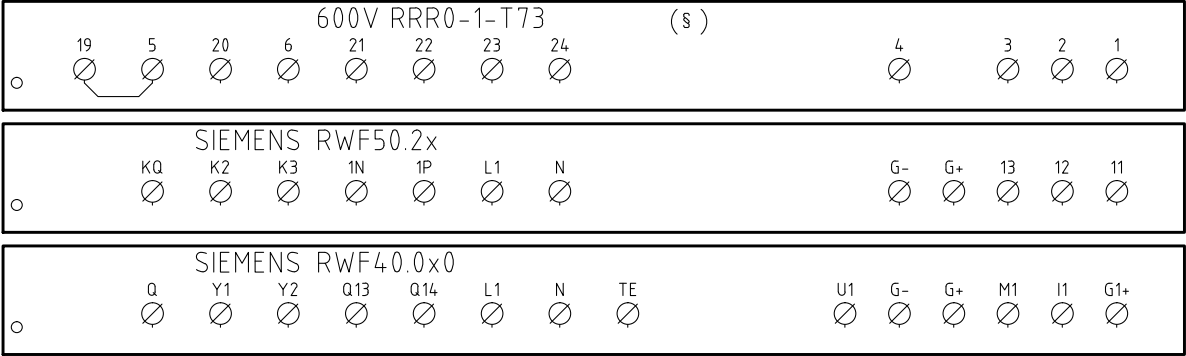 600V RRR0-1-T73 (§)
19 5 20 6 21 22 23 24 4 3 2 1
SIEMENS RWF50.2x
KQ K2 K3 1N 1P L1 N G- G+ 13 12 11
SIEMENS RWF40.0x0
Q Y1 Y2 Q13 Q14 L1 N TE U1 G- G+ M1 I1 G1+